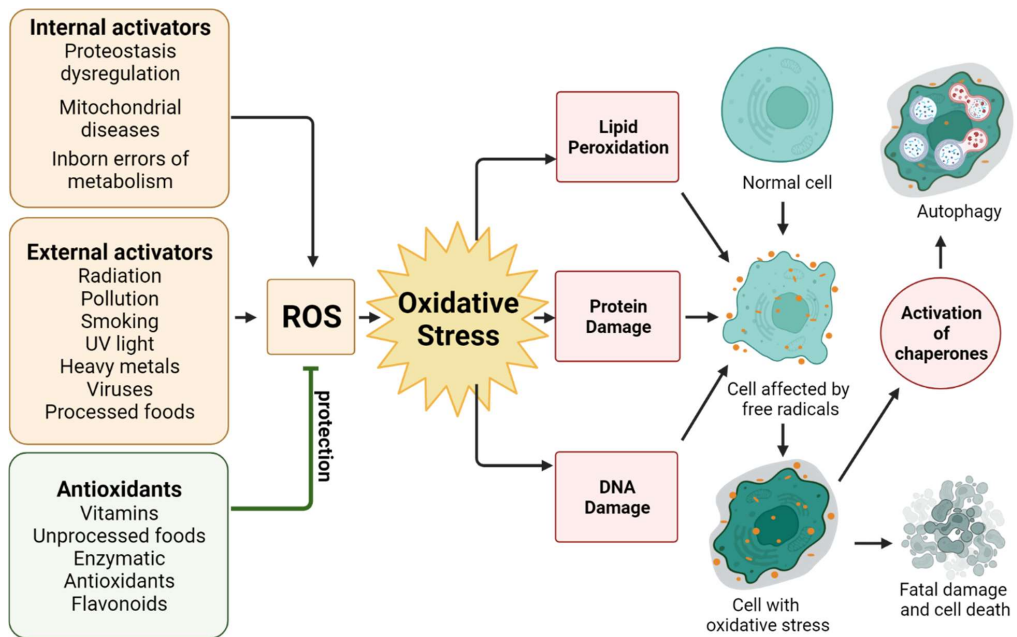 Internal activators
Proteostasis
dysregulation
Mitochondrial
diseases
Inborn errors of
metabolism
External activators
Radiation
Pollution
Smoking
UV light
Heavy metals
Viruses
Processed foods
Antioxidants
Vitamins
Unprocessed foods
Enzymatic
Antioxidants
Flavonoids
ROS
protection
Oxidative
Stress
Lipid
Peroxidation
Protein
Damage
DNA
Damage
Normal cell
Cell affected by
free radicals
Cell with
oxidative stress
Autophagy
Activation
of
chaperones
Fatal damage
and cell death